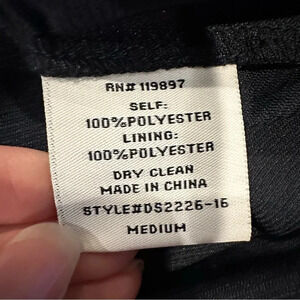 RN# 119897
SELF:
100%POLYESTER
LINING:
100%POLYESTER
DRY CLEAN
MADE IN CHINA
STYLE#DS2226-16
MEDIUM